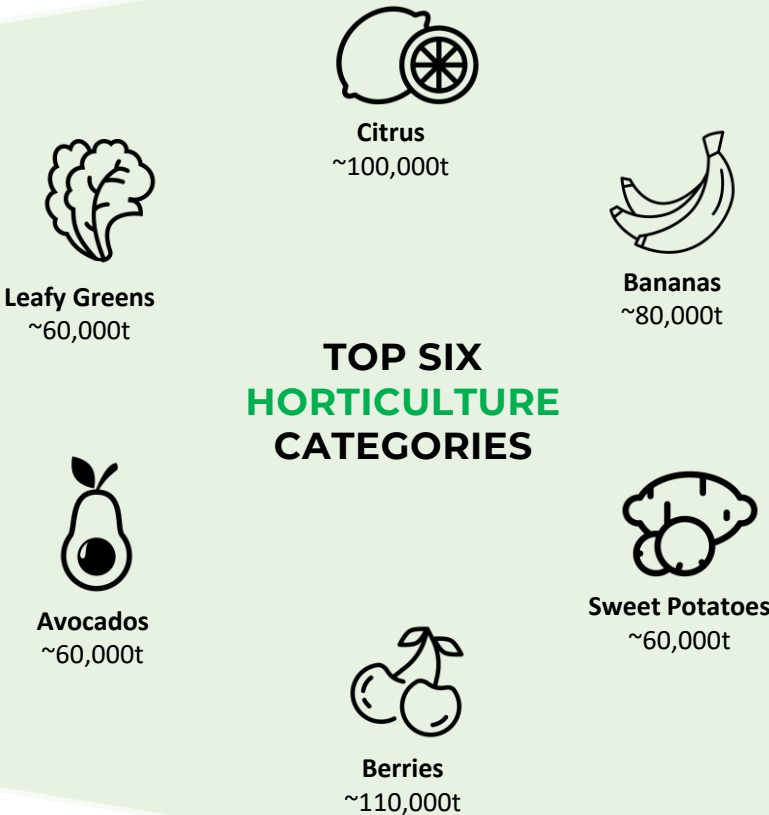 Citrus
~100,000t
Leafy Greens
~60,000t
Bananas
~80,000t
TOP SIX
HORTICULTURE
CATEGORIES
Avocados
~60,000t
Sweet Potatoes
~60,000t
Berries
~110,000t